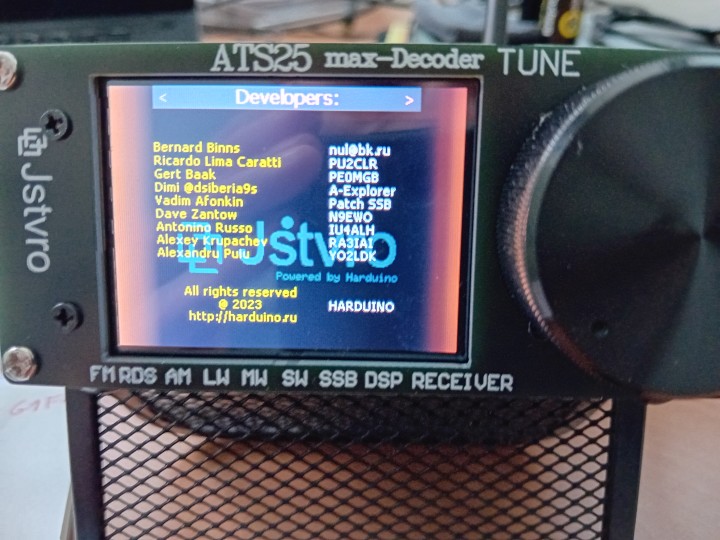 ATS25 max-Decoder TUNE
Jstvro
< Developers: >
Bernard Binns nul@bk.ru
Ricardo Lima Caratti PU2CLR
Gert Baak PE0MGB
Dimi @dsiberia9s A-Explorer
Vadim Afonkin Patch SSB
Dave Zantow N9EWO
Antonino Russo IU4ALH
Alexey Krupachev RA3IAI
Alexandru Puiu YO2LDK
Jstvro
Powered by Harduino
All rights reserved
@ 2023 HARDUINO
http://harduino.ru
FM RDS AM LW MW SW SSB DSP RECEIVER